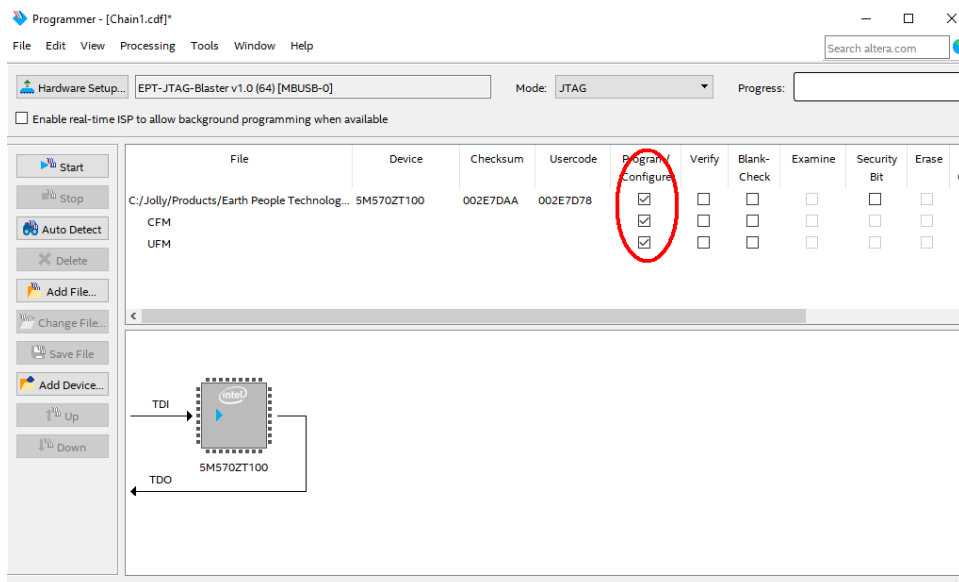 Programmer - [Chain1.cdf]*
File Edit View Processing Tools Window Help
Search altera.com
Hardware Setup... EPT-JTAG-Blaster v1.0 (64) [MBUSB-0] Mode: JTAG Progress:
Enable real-time ISP to allow background programming when available
Start
Stop
Auto Detect
Delete
Add File...
Change File...
Save File
Add Device...
Up
Down
File Device Checksum Usercode Program/ Verify Blank- Examine Security Erase
Configure Check Bit
C:/Jolly/Products/Earth People Technolog... 5M570ZT100 002E7DAA 002E7D78
CFM
UFM
TDI
intel
5M570ZT100
TDO